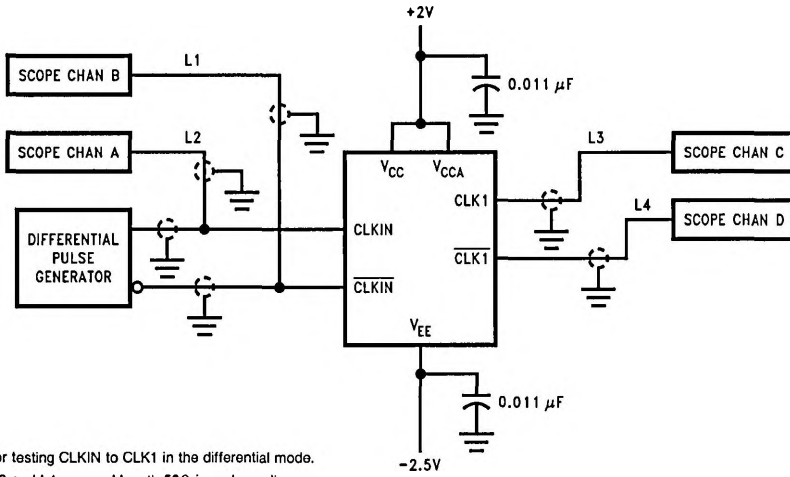 +2V
SCOPE CHAN B
L1
0.011 μF
SCOPE CHAN A
L2
L3
SCOPE CHAN C
VCC
VCCA
CLK1
L4
SCOPE CHAN D
DIFFERENTIAL
PULSE
GENERATOR
CLKIN
C̅L̅K̅1̅
C̅L̅K̅I̅N̅
VEE
0.011 μF
-2.5V
or testing CLKIN to CLK1 in the differential mode.